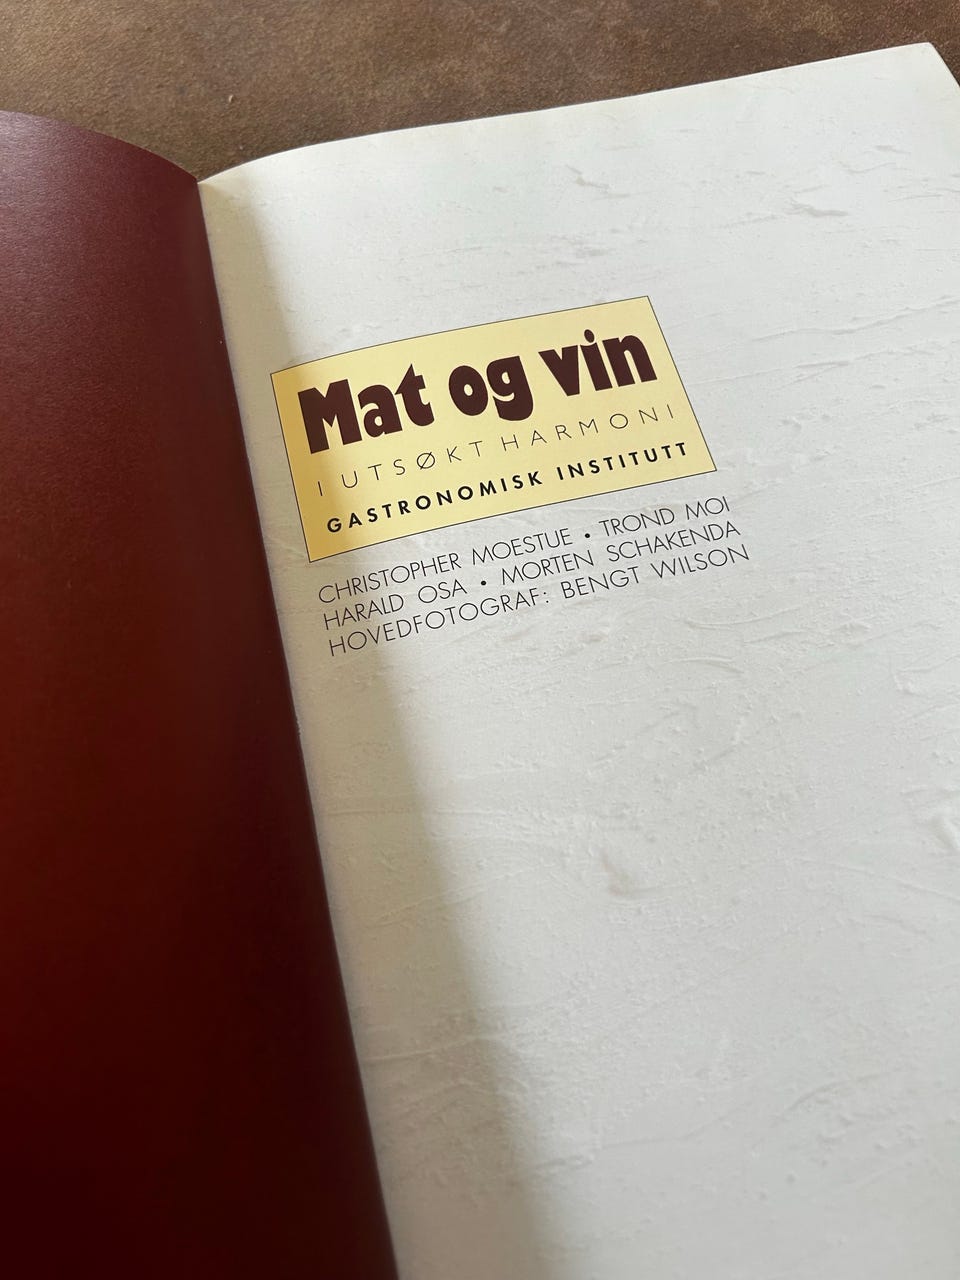 Mat og vin
I UTSØKT HARMONI
GASTRONOMISK INSTITUTT
CHRISTOPHER MOESTUE • TROND MOI
HARALD OSA • MORTEN SCHAKENDA
HOVEDFOTOGRAF: BENGT WILSON